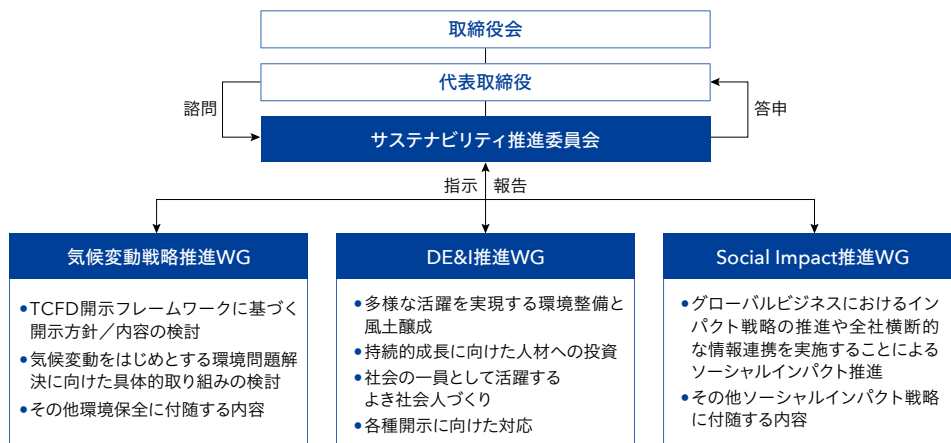 取締役会
代表取締役
諮問
答申
サステナビリティ推進委員会
指示
報告
気候変動戦略推進WG
●TCFD開示フレームワークに基づく
開示方針／内容の検討
●気候変動をはじめとする環境問題解
決に向けた具体的取り組みの検討
●その他環境保全に付随する内容
DE&I推進WG
●多様な活躍を実現する環境整備と
風土醸成
●持続的成長に向けた人材への投資
●社会の一員として活躍する
よき社会人づくり
●各種開示に向けた対応
Social Impact推進WG
●グローバルビジネスにおけるイン
パクト戦略の推進や全社横断的
な情報連携を実施することによる
ソーシャルインパクト推進
●その他ソーシャルインパクト戦略
に付随する内容